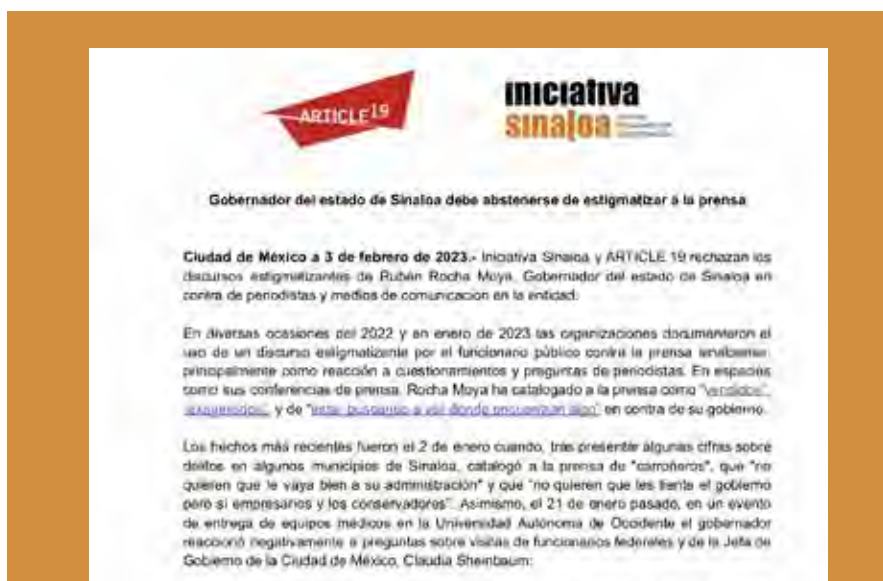 ARTICLE 19
iniciativa
sinaloa
Gobernador del estado de Sinaloa debe abstenerse de estigmatizar a la prensa
Ciudad de México a 3 de febrero de 2023.- Iniciativa Sinaloa y ARTICLE 19 rechazan los
discursos estigmatizantes de Rubén Rocha Moya, Gobernador del estado de Sinaloa en
contra de periodistas y medios de comunicación en la entidad.
En diversas ocasiones del 2022 y en enero de 2023 las organizaciones documentaron el
uso de un discurso estigmatizante por el funcionario público contra la prensa sinaloense,
principalmente como reacción a cuestionamientos y preguntas de periodistas. En espacios
como sus conferencias de prensa, Rocha Moya ha catalogado a la prensa como "vendidos",
y de "estar buscando a ver dónde encuentran algo" en contra de su gobierno.
Los hechos más recientes fueron el 2 de enero cuando, tras presentar algunas cifras sobre
delitos en algunos municipios de Sinaloa, catalogó a la prensa de "carroñeros", que "no
quieren que le vaya bien a su administración" y que "no quieren que les mienta el gobierno
pero sí empresarios y los conservadores". Asimismo, el 21 de enero pasado, en un evento
de entrega de equipos médicos en la Universidad Autónoma de Occidente el gobernador
reaccionó negativamente a preguntas sobre visitas de funcionarios federales y de la Jefa de
Gobierno de la Ciudad de México, Claudia Sheinbaum: